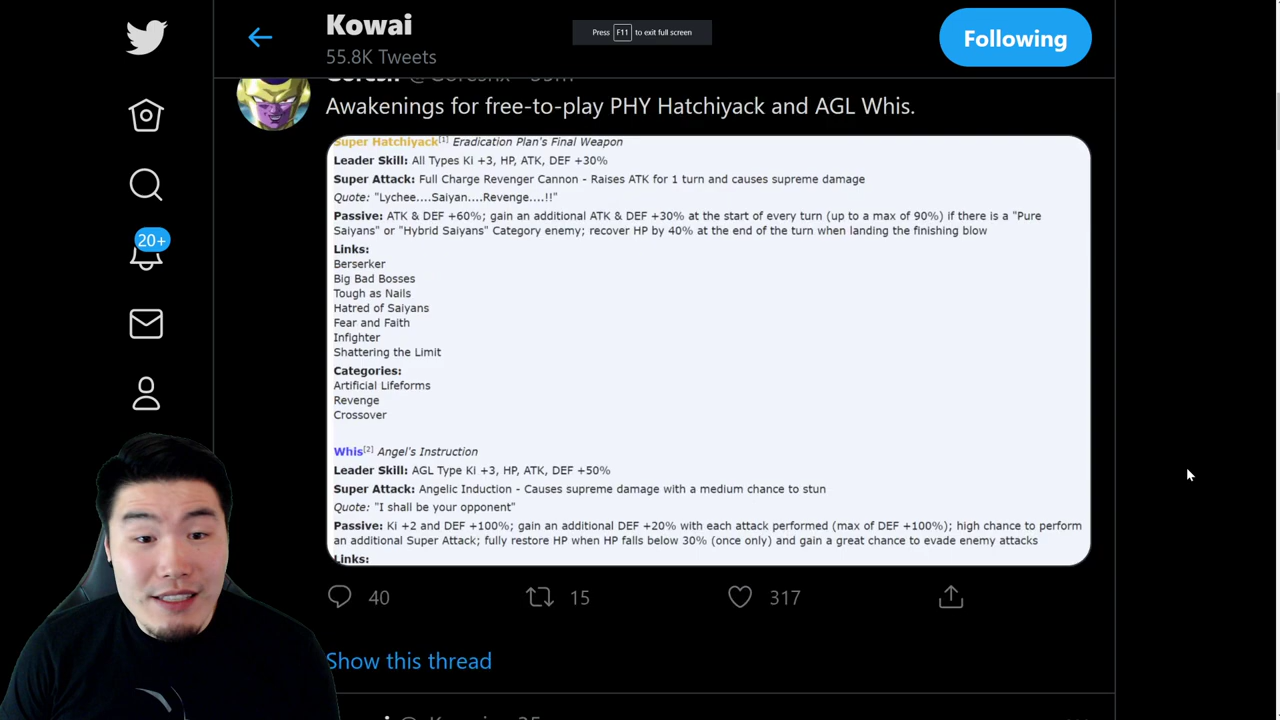 Kowai
55.8K Tweets
Press F11 to exit full screen
Following
20+
Awakenings for free-to-play PHY Hatchiyack and AGL Whis.
Super Hatchiyack[1] Eradication Plan's Final Weapon
Leader Skill: All Types Ki +3, HP, ATK, DEF +30%
Super Attack: Full Charge Revenger Cannon - Raises ATK for 1 turn and causes supreme damage
Quote: "Lychee....Saiyan....Revenge....!!"
Passive: ATK & DEF +60%; gain an additional ATK & DEF +30% at the start of every turn (up to a max of 90%) if there is a "Pure
Saiyans" or "Hybrid Saiyans" Category enemy; recover HP by 40% at the end of the turn when landing the finishing blow
Links:
Berserker
Big Bad Bosses
Tough as Nails
Hatred of Saiyans
Fear and Faith
Infighter
Shattering the Limit
Categories:
Artificial Lifeforms
Revenge
Crossover
Whis[2] Angel's Instruction
Leader Skill: AGL Type Ki +3, HP, ATK, DEF +50%
Super Attack: Angelic Induction - Causes supreme damage with a medium chance to stun
Quote: "I shall be your opponent"
Passive: Ki +2 and DEF +100%; gain an additional DEF +20% with each attack performed (max of DEF +100%); high chance to perform
an additional Super Attack; fully restore HP when HP falls below 30% (once only) and gain a great chance to evade enemy attacks
Links:
40 15 317
Show this thread